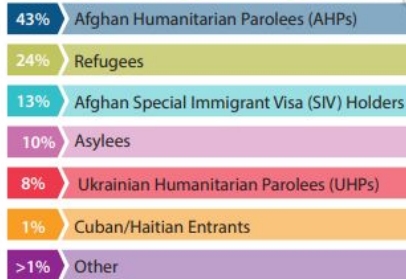 43% Afghan Humanitarian Parolees (AHPs)
24% Refugees
13% Afghan Special Immigrant Visa (SIV) Holders
10% Asylees
8% Ukrainian Humanitarian Parolees (UHPs)
1% Cuban/Haitian Entrants
>1% Other